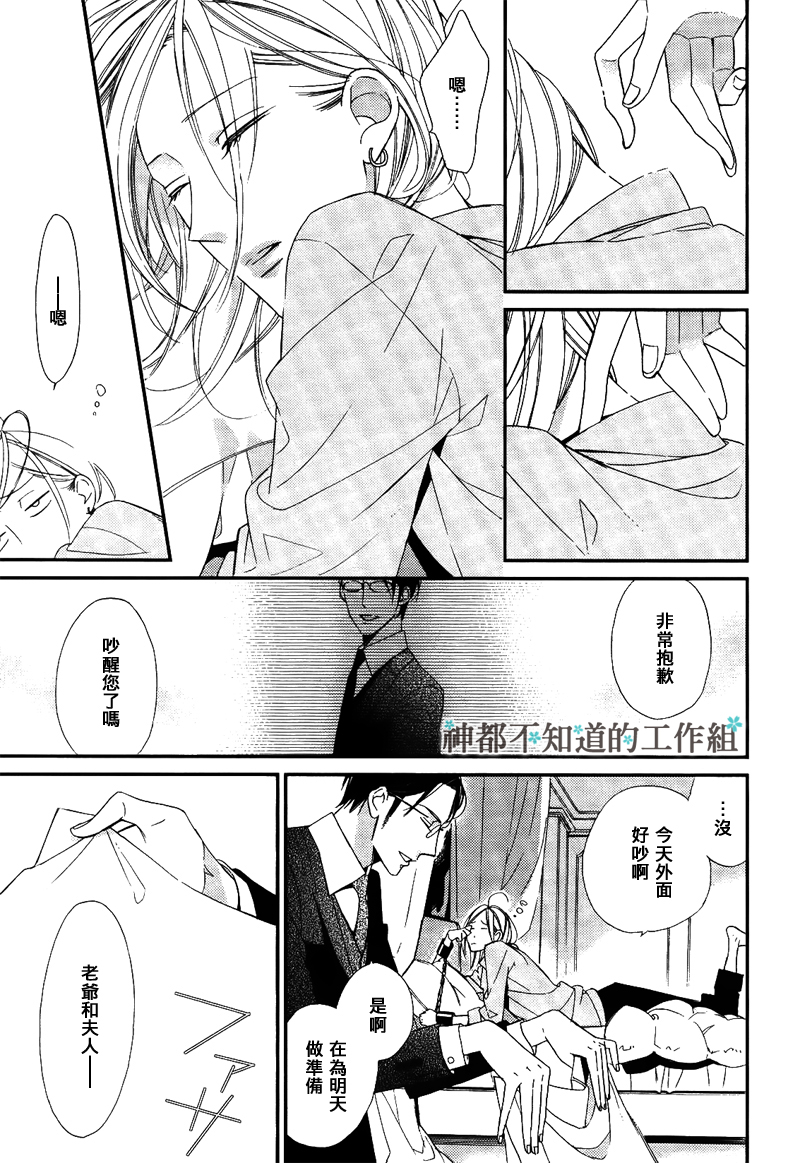 嗯……
——嗯
非常抱歉
吵醒您了嗎
神都不知道的工作組
…沒
今天外面
好吵啊
是啊
在為明天
做準備
老爺和夫人——
ファサ